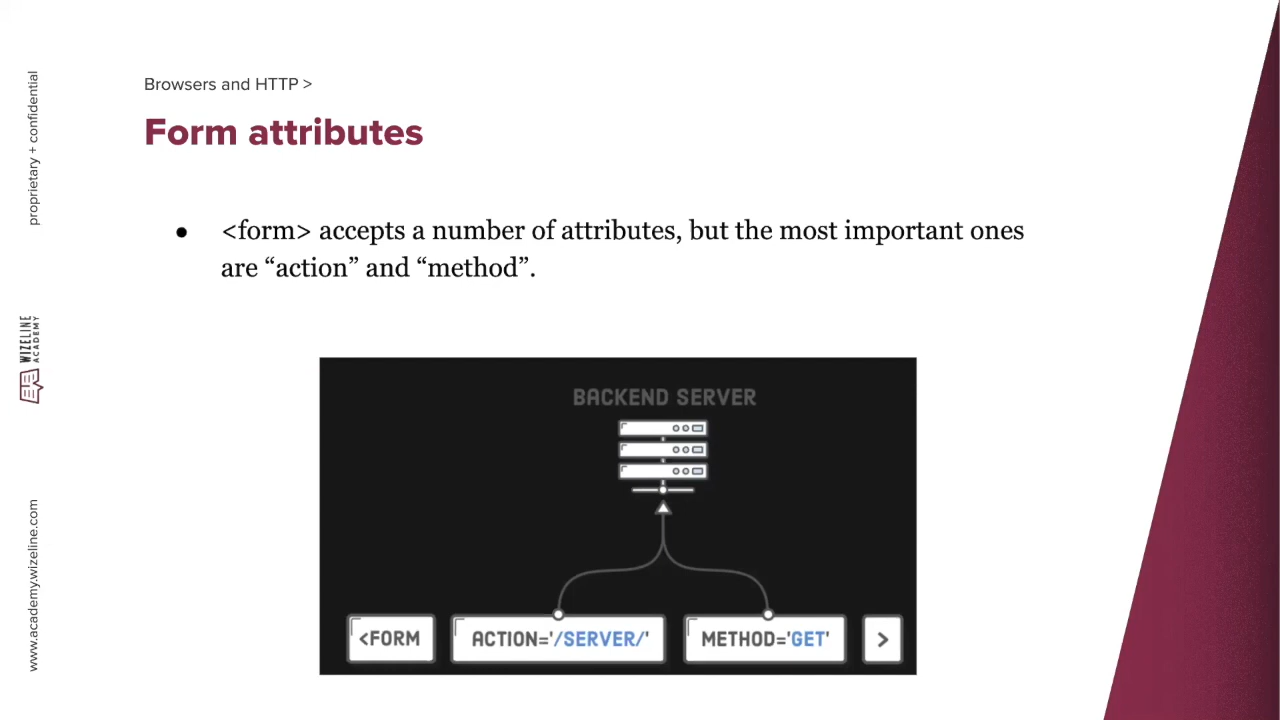 Browsers and HTTP >
Form attributes
● <form> accepts a number of attributes, but the most important ones
are “action” and “method”.
BACKEND SERVER
<FORM
ACTION='/SERVER/'
METHOD='GET'
>
proprietary + confidential
WIZELINE
ACADEMY
www.academy.wizeline.com